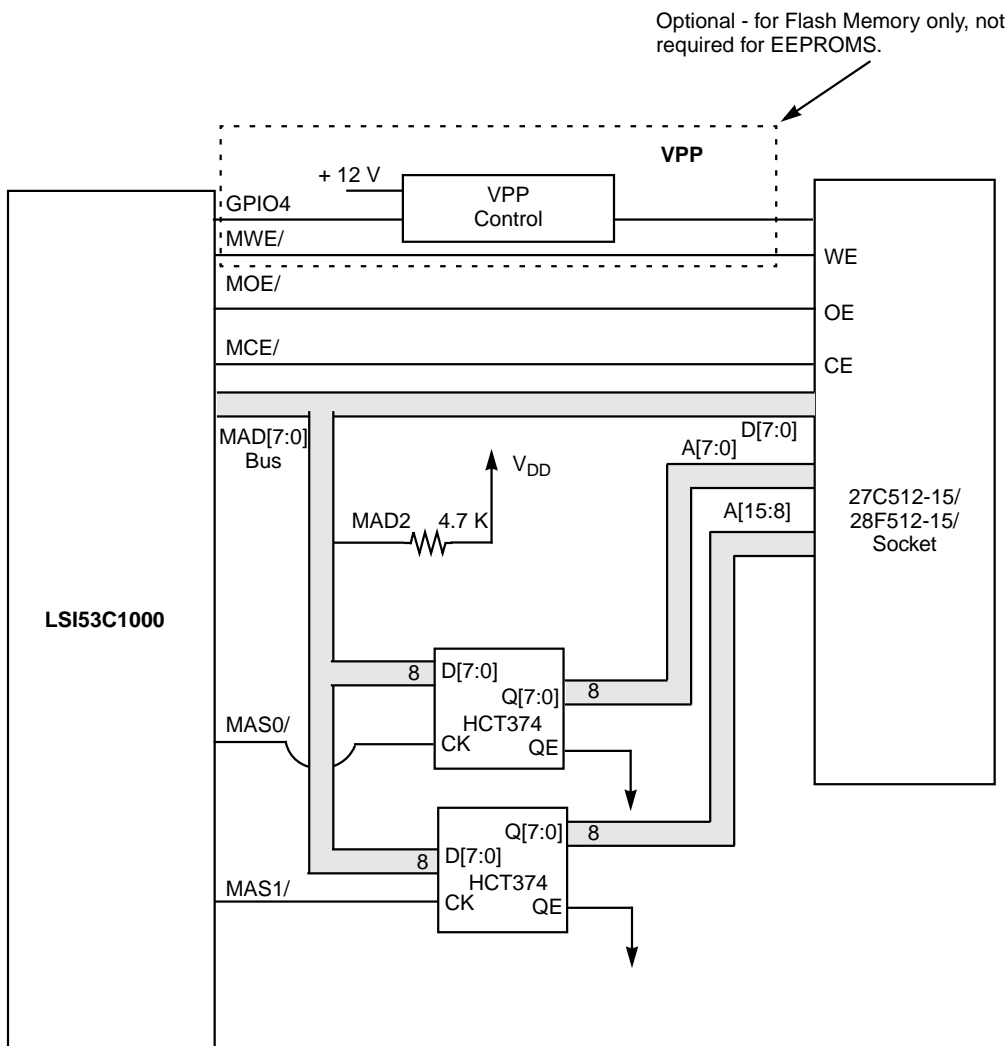 Optional - for Flash Memory only, not
required for EEPROMS.
VPP
+ 12 V
VPP
Control
GPIO4
MWE/
WE
MOE/
OE
MCE/
CE
MAD[7:0]
Bus
D[7:0]
A[7:0]
VDD
A[15:8]
MAD2 4.7 K
27C512-15/
28F512-15/
Socket
LSI53C1000
8
D[7:0]
Q[7:0]
8
HCT374
MAS0/
CK
QE
Q[7:0]
8
8
D[7:0]
HCT374
MAS1/
CK
QE